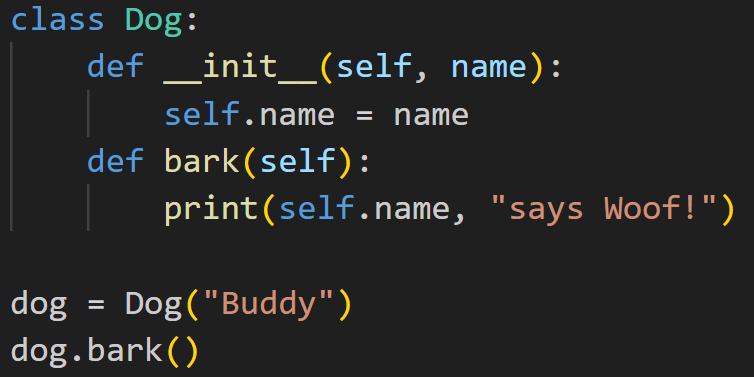 class Dog:
    def __init__(self, name):
        self.name = name
    def bark(self):
        print(self.name, "says Woof!")

dog = Dog("Buddy")
dog.bark()